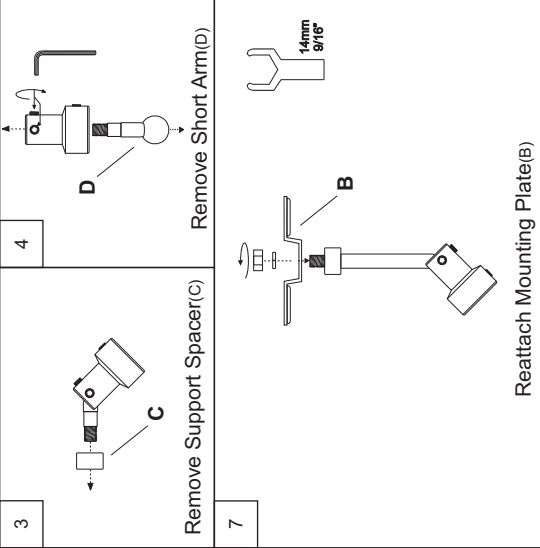 3
C
Remove Support Spacer(C)
4
D
Remove Short Arm(D)
7
14mm
9/16"
B
Reattach Mounting Plate(B)